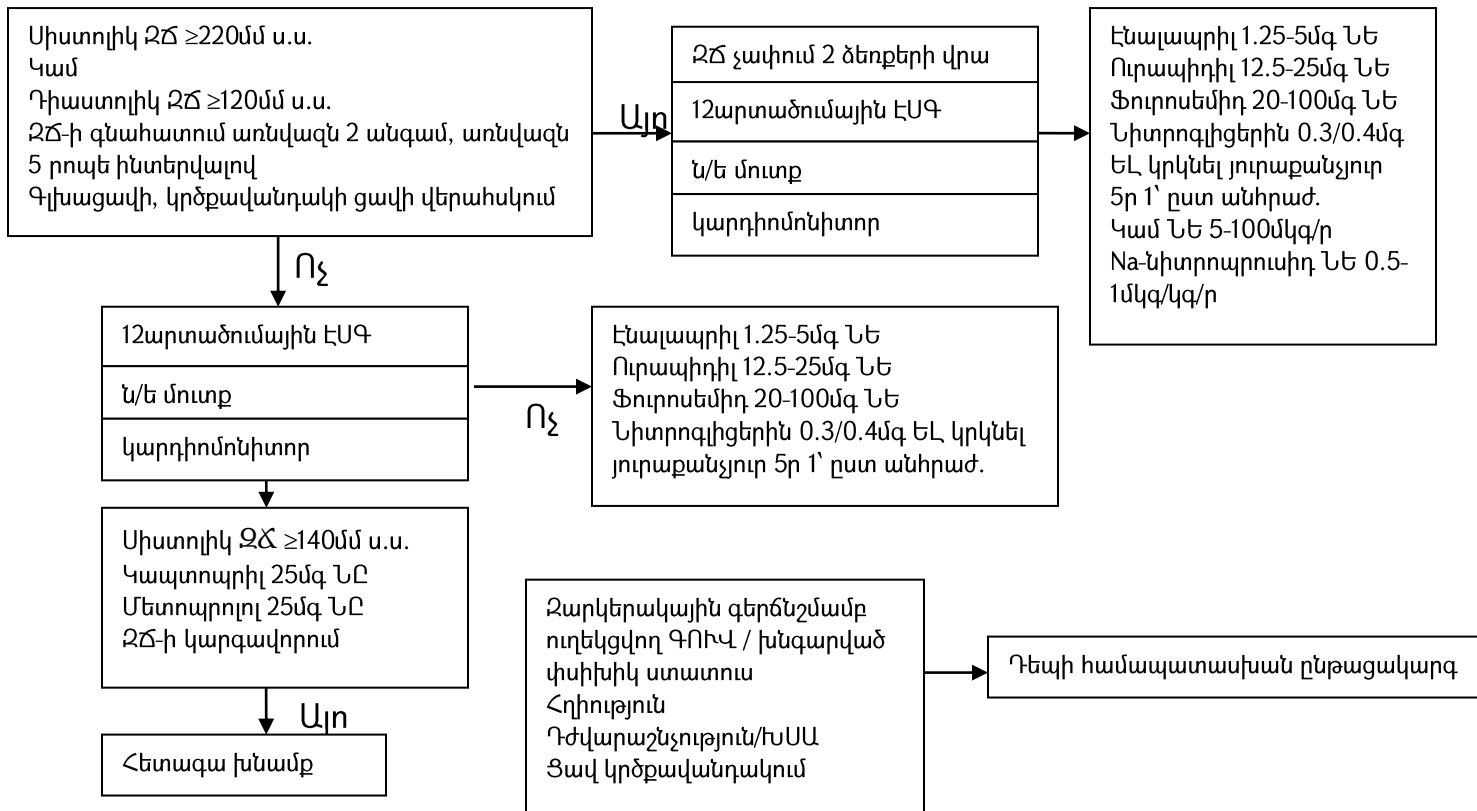 Սիստոլիկ ԶՃ ≥220մմ ս.ս.
Կամ
Դիաստոլիկ ԶՃ ≥120մմ ս.ս.
ԶՃ-ի գնահատում առնվազն 2 անգամ, առնվազն
5 րոպե ինտերվալով
Գլխացավի, կրծքավանդակի ցավի վերահսկում
Այո
ԶՃ չափում 2 ձեռքերի վրա
12արտածումային ԷՍԳ
ն/ե մուտք
կարդիոմոնիտոր
Էնալապրիլ 1.25-5մգ ՆԵ
Ուրապիդիլ 12.5-25մգ ՆԵ
Ֆուրոսեմիդ 20-100մգ ՆԵ
Նիտրոգլիցերին 0.3/0.4մգ
ԵԼ կրկնել յուրաքանչյուր
5ր 1՝ ըստ անհրաժ.
Կամ ՆԵ 5-100մկգ/ր
Na-նիտրոպրուսիդ ՆԵ 0.5-
1մկգ/կգ/ր
Ոչ
12արտածումային ԷՍԳ
ն/ե մուտք
կարդիոմոնիտոր
Ոչ
Էնալապրիլ 1.25-5մգ ՆԵ
Ուրապիդիլ 12.5-25մգ ՆԵ
Ֆուրոսեմիդ 20-100մգ ՆԵ
Նիտրոգլիցերին 0.3/0.4մգ ԵԼ կրկնել
յուրաքանչյուր 5ր 1՝ ըստ անհրաժ.
Սիստոլիկ ԶՃ ≥140մմ ս.ս.
Կապտոպրիլ 25մգ ՆԸ
Մետոպրոլոլ 25մգ ՆԸ
ԶՃ-ի կարգավորում
Այո
Հետագա խնամք
Զարկերակային գերճնշմամբ
ուղեկցվող ԳՈՒՎ / խնգարված
փսիխիկ ստատուս
Հղիություն
Դժվարաշնչություն/ԽՍԱ
Ցավ կրծքավանդակում
Դեպի համապատասխան ընթացակարգ